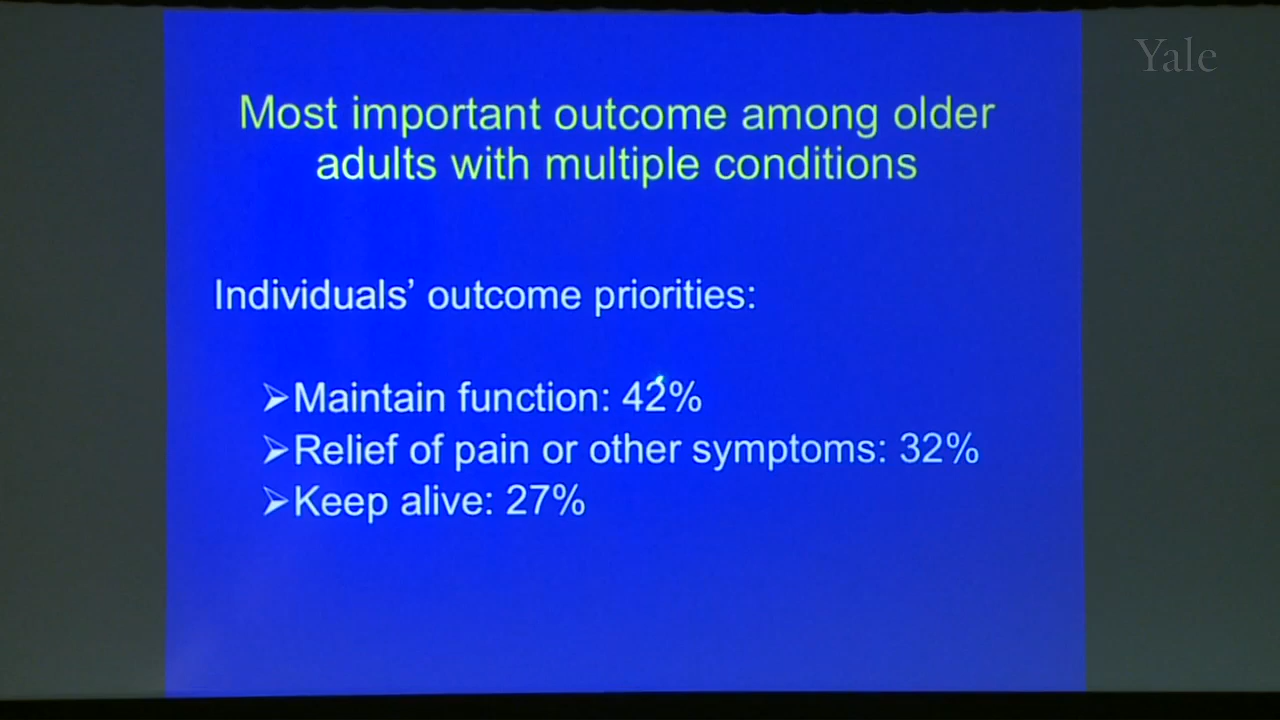 Yale
Most important outcome among older
adults with multiple conditions
Individuals’ outcome priorities:
➢Maintain function: 42%
➢Relief of pain or other symptoms: 32%
➢Keep alive: 27%